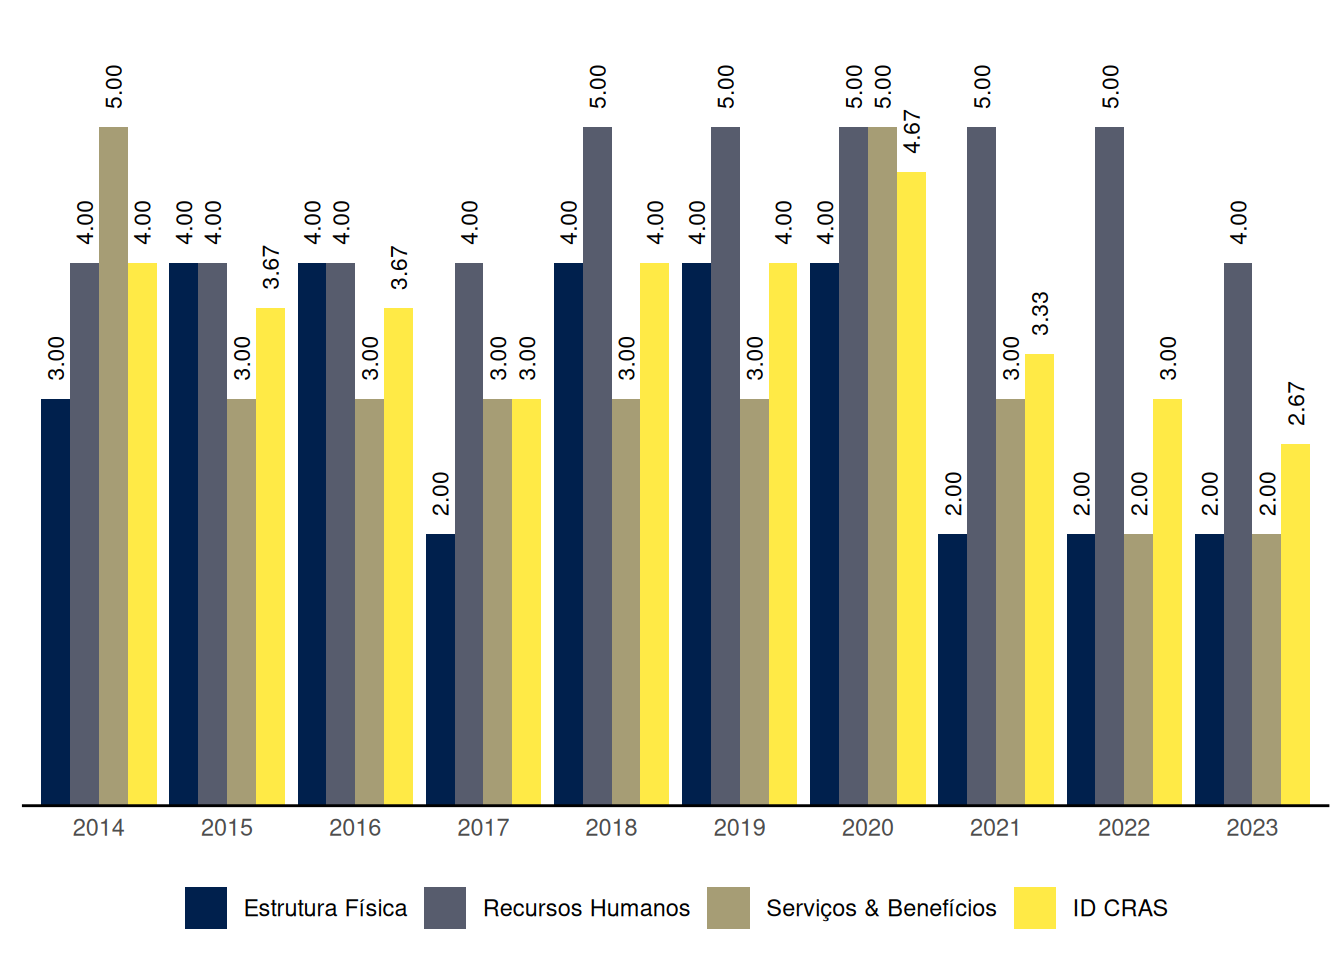 3.00 4.00 5.00 4.00
4.00 4.00 3.00 3.67
4.00 4.00 3.00 3.67
2.00 4.00 3.00 3.00
4.00 5.00 3.00 4.00
4.00 5.00 3.00 4.00
4.00 5.00 5.00 4.67
2.00 5.00 3.00 3.33
2.00 5.00 2.00 3.00
2.00 4.00 2.00 2.67
2014 2015 2016 2017 2018 2019 2020 2021 2022 2023
Estrutura Física Recursos Humanos Serviços & Benefícios ID CRAS